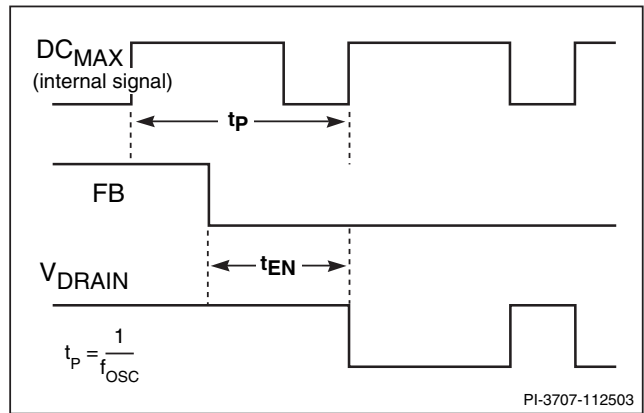 DCMAX
(internal signal)
tP
FB
tEN
VDRAIN
tP = 1/fOSC
PI-3707-112503